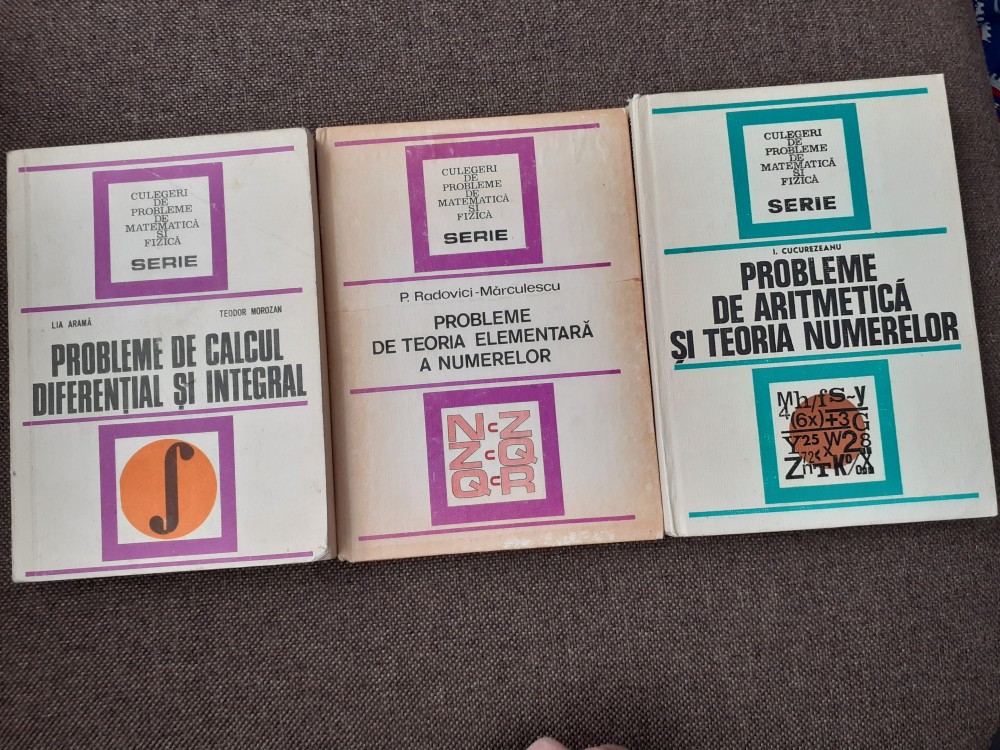 CULEGERI
DE
PROBLEME
DE
MATEMATICĂ
ȘI
FIZICĂ
SERIE
LIA ARAMĂ
TEODOR MOROZAN
PROBLEME DE CALCUL
DIFERENȚIAL ȘI INTEGRAL
∫
CULEGERI
DE
PROBLEME
DE
MATEMATICĂ
ȘI
FIZICĂ
SERIE
P. Radovici-Mărculescu
PROBLEME
DE TEORIA ELEMENTARĂ
A NUMERELOR
N⊂Z
Z⊂Q
Q⊂R
CULEGERI
DE
PROBLEME
DE
MATEMATICĂ
ȘI
FIZICĂ
SERIE
I. CUCUREZEANU
PROBLEME
DE ARITMETICĂ
ȘI TEORIA NUMERELOR